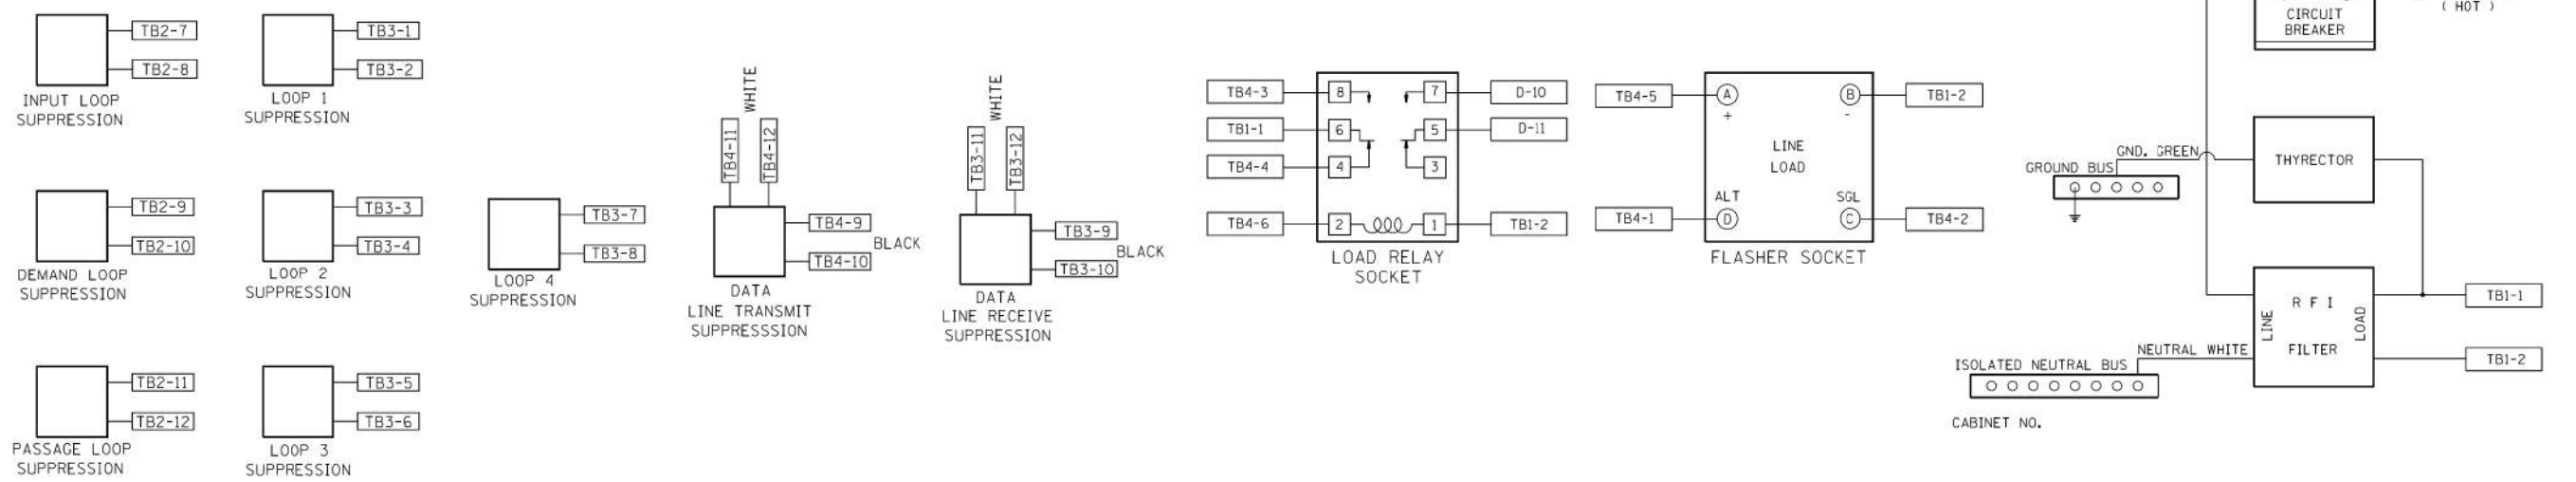 TB2-7
TB2-8
INPUT LOOP
SUPPRESSION
TB3-1
TB3-2
LOOP 1
SUPPRESSION
TB2-9
TB2-10
DEMAND LOOP
SUPPRESSION
TB3-3
TB3-4
LOOP 2
SUPPRESSION
TB2-11
TB2-12
PASSAGE LOOP
SUPPRESSION
TB3-5
TB3-6
LOOP 3
SUPPRESSION
TB3-7
TB3-8
LOOP 4
SUPPRESSION
WHITE
TB4-11
TB4-12
TB4-9
BLACK
TB4-10
DATA
LINE TRANSMIT
SUPPRESSSION
WHITE
TB3-11
TB3-12
TB3-9
BLACK
TB3-10
DATA
LINE RECEIVE
SUPPRESSION
TB4-3 8 7 D-10
TB1-1 6 5 D-11
TB4-4 4 3
TB4-6 2 1 TB1-2
LOAD RELAY
SOCKET
TB4-5 A B TB1-2
+ -
LINE
LOAD
ALT SGL
TB4-1 D C TB4-2
FLASHER SOCKET
CIRCUIT
BREAKER
( HOT )
GND. GREEN
GROUND BUS
THYRECTOR
R F I
FILTER
LINE
LOAD
TB1-1
TB1-2
NEUTRAL WHITE
ISOLATED NEUTRAL BUS
CABINET NO.